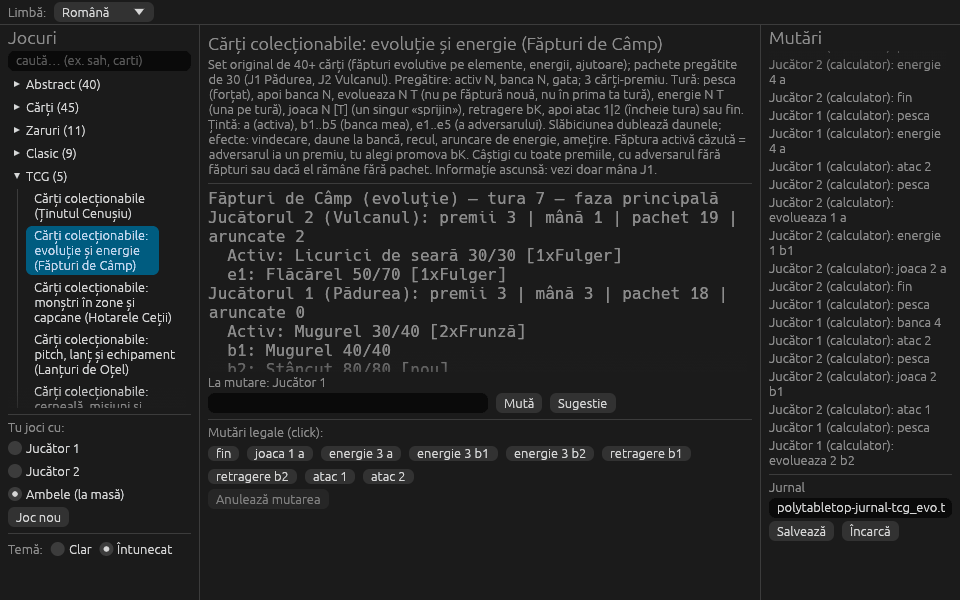 Limbă: Română
Jocuri
caută... (ex. sah, carti)
Abstract (40)
Cărți (45)
Zaruri (11)
Clasic (9)
TCG (5)
Cărți colecționabile
(Ținutul Cenușiu)
Cărți colecționabile:
evoluție și energie
(Făpturi de Câmp)
Cărți colecționabile:
monștri în zone și
capcane (Hotarele Ceții)
Cărți colecționabile:
pitch, lanț și echipament
(Lanțuri de Oțel)
Cărți colecționabile:
cerneală, misiuni și
Tu joci cu:
Jucător 1
Jucător 2
Ambele (la masă)
Joc nou
Temă: Clar Întunecat
Cărți colecționabile: evoluție și energie (Făpturi de Câmp)
Set original de 40+ cărți (făpturi evolutive pe elemente, energii, ajutoare); pachete pregătite
de 30 (J1 Pădurea, J2 Vulcanul). Pregătire: activ N, banca N, gata; 3 cărți-premiu. Tură: pesca
(forțat), apoi banca N, evolueaza N T (nu pe făptură nouă, nu în prima ta tură), energie N T
(una pe tură), joaca N [T] (un singur «sprijin»), retragere bK, apoi atac 1|2 (încheie tura) sau fin.
Țintă: a (activa), b1..b5 (banca mea), e1..e5 (a adversarului). Slăbiciunea dublează daunele;
efecte: vindecare, daune la bancă, recul, aruncare de energie, amețire. Făptura activă căzută =
adversarul ia un premiu, tu alegi promova bK. Câștigi cu toate premiile, cu adversarul fără
făpturi sau dacă el rămâne fără pachet. Informație ascunsă: vezi doar mâna J1.
Făpturi de Câmp (evoluție) — tura 7 — faza principală
Jucătorul 2 (Vulcanul): premii 3 | mână 1 | pachet 19 |
aruncate 2
Activ: Licurici de seară 30/30 [1xFulger]
e1: Flăcărel 50/70 [1xFulger]
Jucătorul 1 (Pădurea): premii 3 | mână 3 | pachet 18 |
aruncate 0
Activ: Mugurel 30/40 [2xFrunză]
b1: Mugurel 40/40
b2: Stâncuț 80/80 [nou]
La mutare: Jucător 1
Mută Sugestie
Mutări legale (click):
fin joaca 1 a energie 3 a energie 3 b1 energie 3 b2 retragere b1
retragere b2 atac 1 atac 2
Anulează mutarea
Mutări
Jucător 2 (calculator): energie
4 a
Jucător 2 (calculator): fin
Jucător 1 (calculator): pesca
Jucător 1 (calculator): energie
4 a
Jucător 1 (calculator): atac 2
Jucător 2 (calculator): pesca
Jucător 2 (calculator):
evolueaza 1 a
Jucător 2 (calculator): energie
1 b1
Jucător 2 (calculator): joaca 2 a
Jucător 2 (calculator): fin
Jucător 1 (calculator): pesca
Jucător 1 (calculator): banca 4
Jucător 1 (calculator): atac 2
Jucător 2 (calculator): pesca
Jucător 2 (calculator): joaca 2
b1
Jucător 2 (calculator): atac 1
Jucător 1 (calculator): pesca
Jucător 1 (calculator):
evolueaza 2 b2
Jurnal
polytabletop-jurnal-tcg_evo.t
Salvează Încarcă